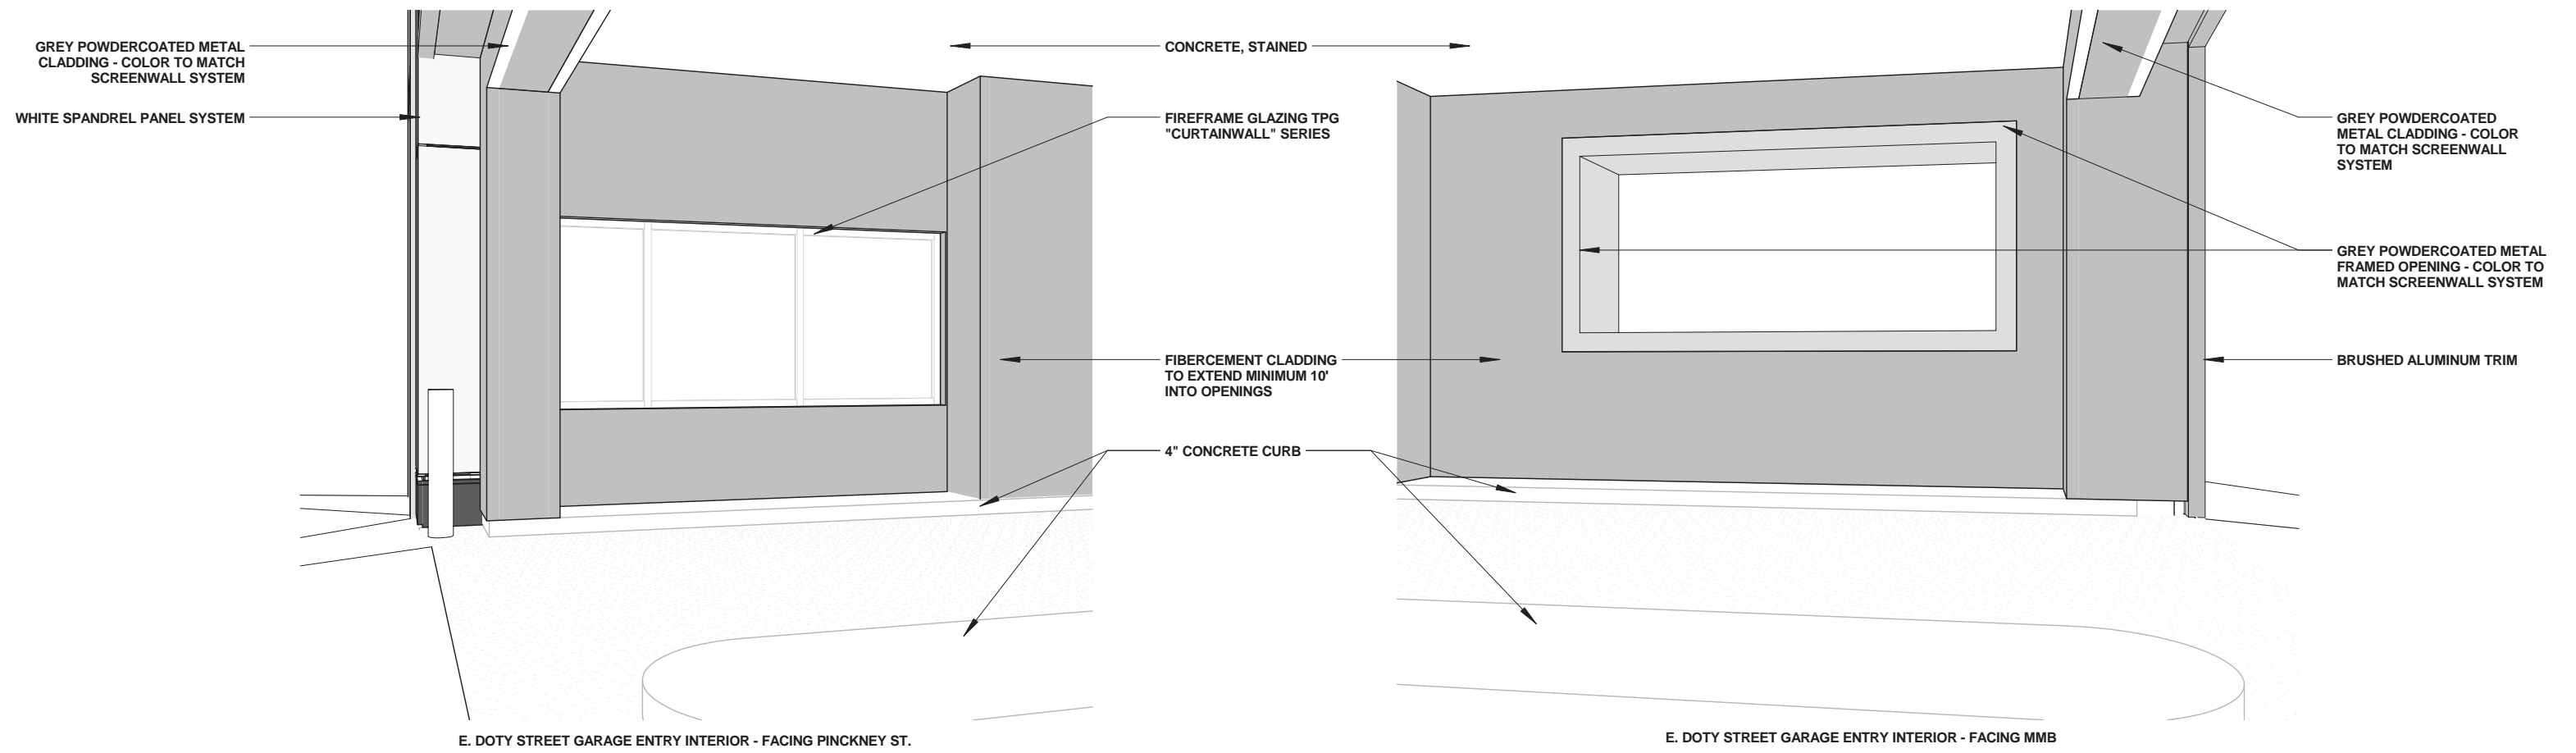 GREY POWDERCOATED METAL
CLADDING - COLOR TO MATCH
SCREENWALL SYSTEM
WHITE SPANDREL PANEL SYSTEM
CONCRETE, STAINED
FIREFRAME GLAZING TPG
"CURTAINWALL" SERIES
FIBERCEMENT CLADDING
TO EXTEND MINIMUM 10'
INTO OPENINGS
4" CONCRETE CURB
GREY POWDERCOATED
METAL CLADDING - COLOR
TO MATCH SCREENWALL
SYSTEM
GREY POWDERCOATED METAL
FRAMED OPENING - COLOR TO
MATCH SCREENWALL SYSTEM
BRUSHED ALUMINUM TRIM
E. DOTY STREET GARAGE ENTRY INTERIOR - FACING PINCKNEY ST.
E. DOTY STREET GARAGE ENTRY INTERIOR - FACING MMB